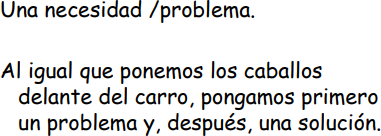 Una necesidad /problema.
Al igual que ponemos los caballos
delante del carro, pongamos primero
un problema y, después, una solución.